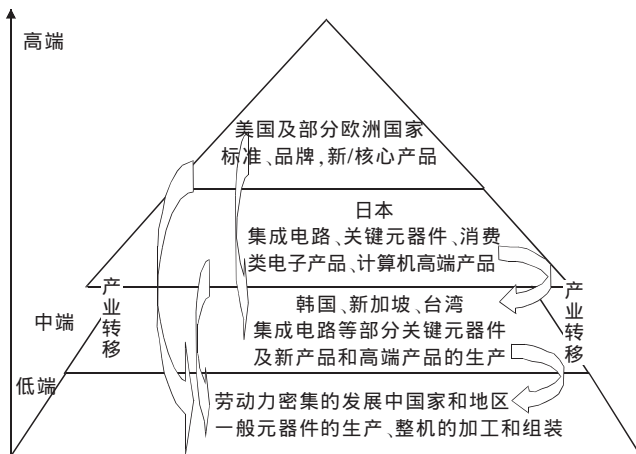 高端
美国及部分欧洲国家
标准、品牌,新/核心产品
日本
集成电路、关键元器件、消费
类电子产品、计算机高端产品
产业转移
产业转移
中端
韩国、新加坡、台湾
集成电路等部分关键元器件
及新产品和高端产品的生产
低端
劳动力密集的发展中国家和地区
一般元器件的生产、整机的加工和组装